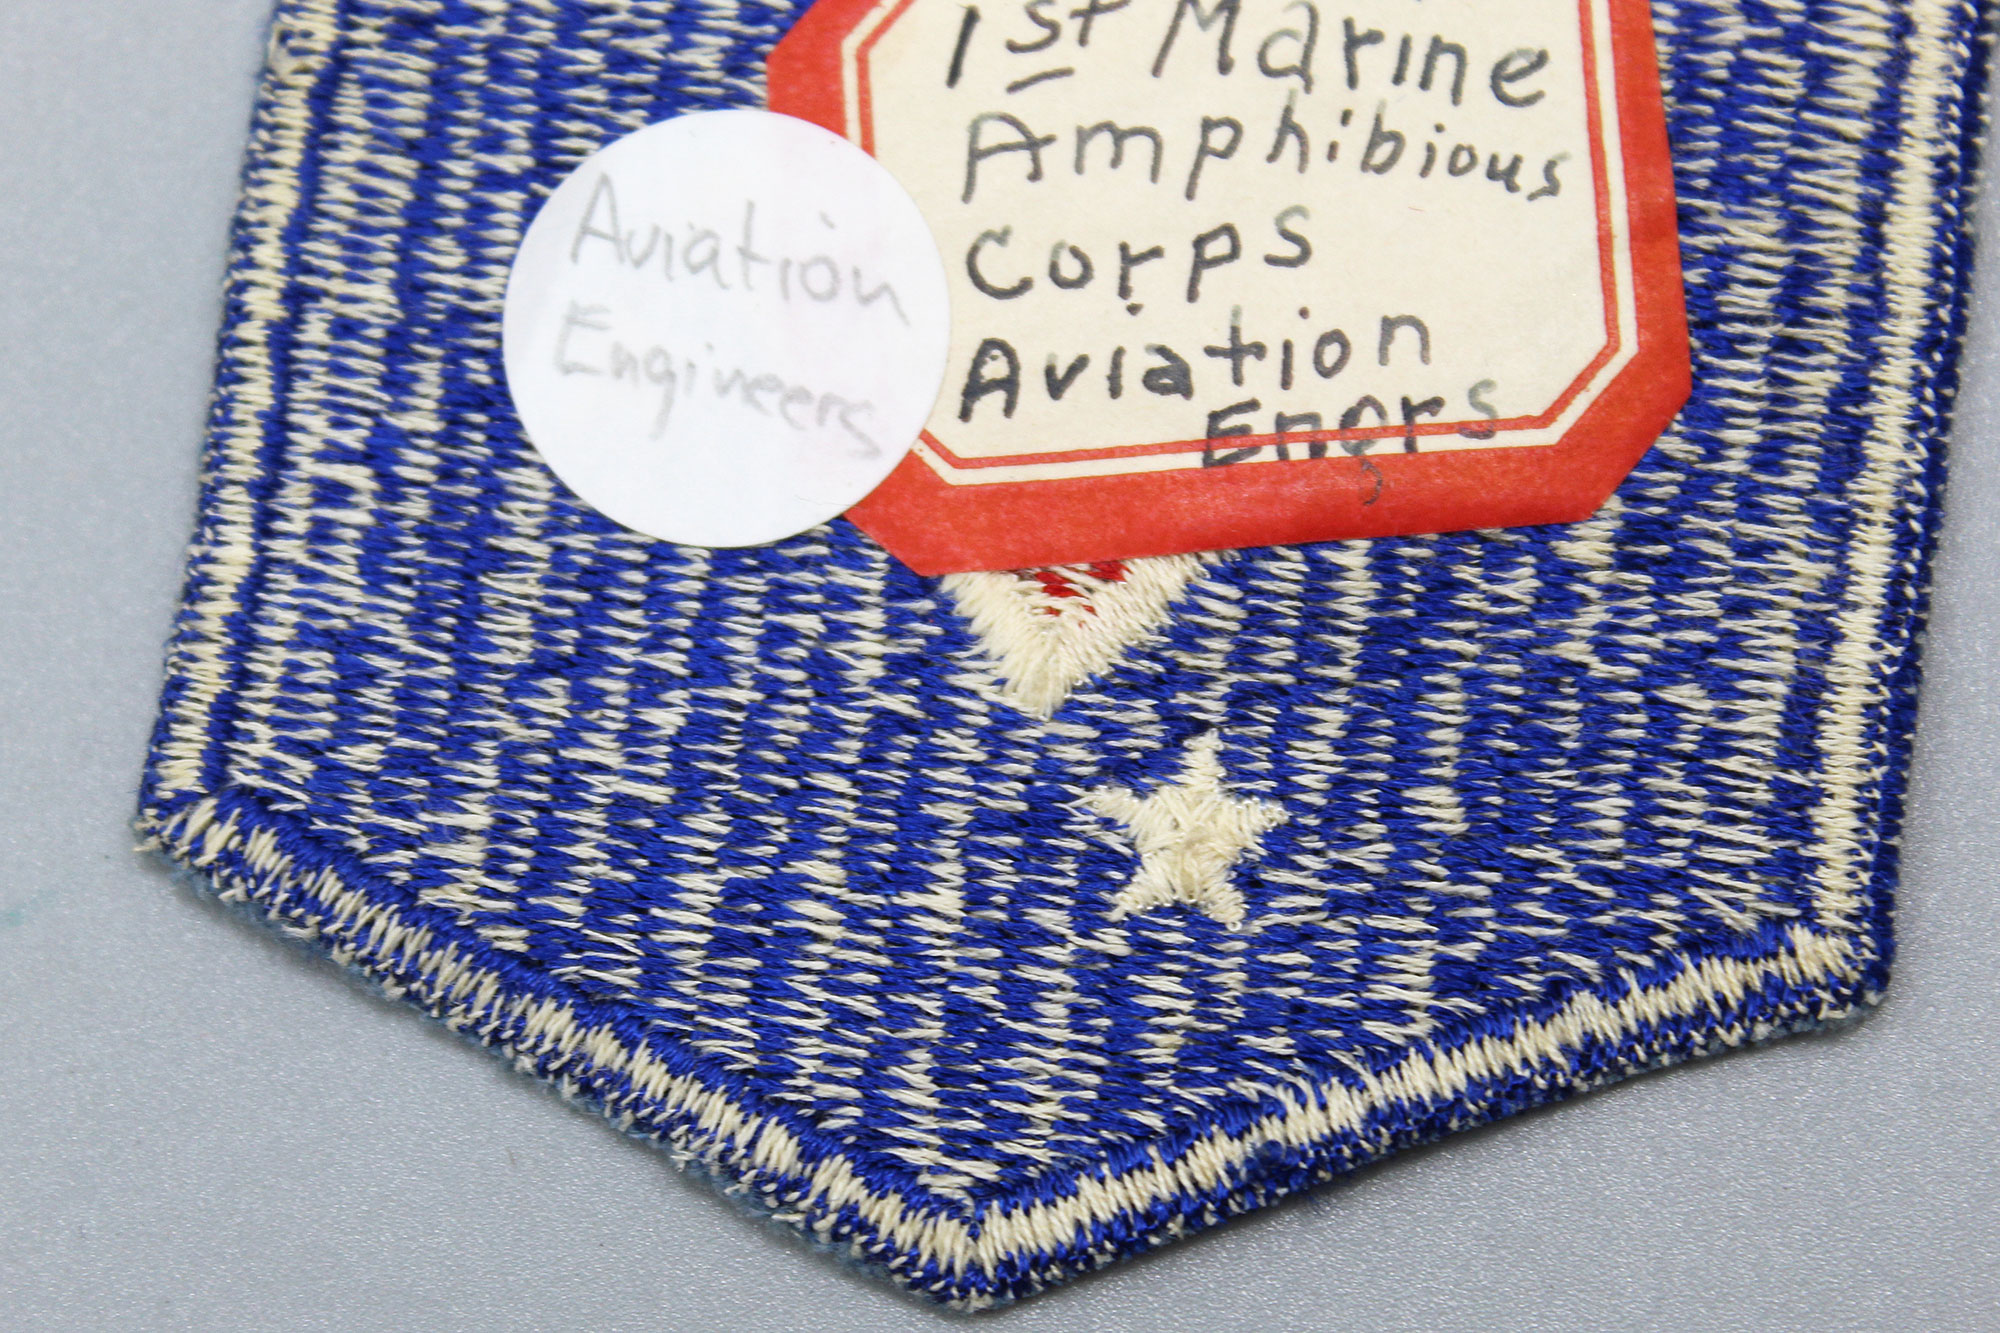 1st Marine
Amphibious
Corps
Aviation
Engrs
Aviation
Engineers